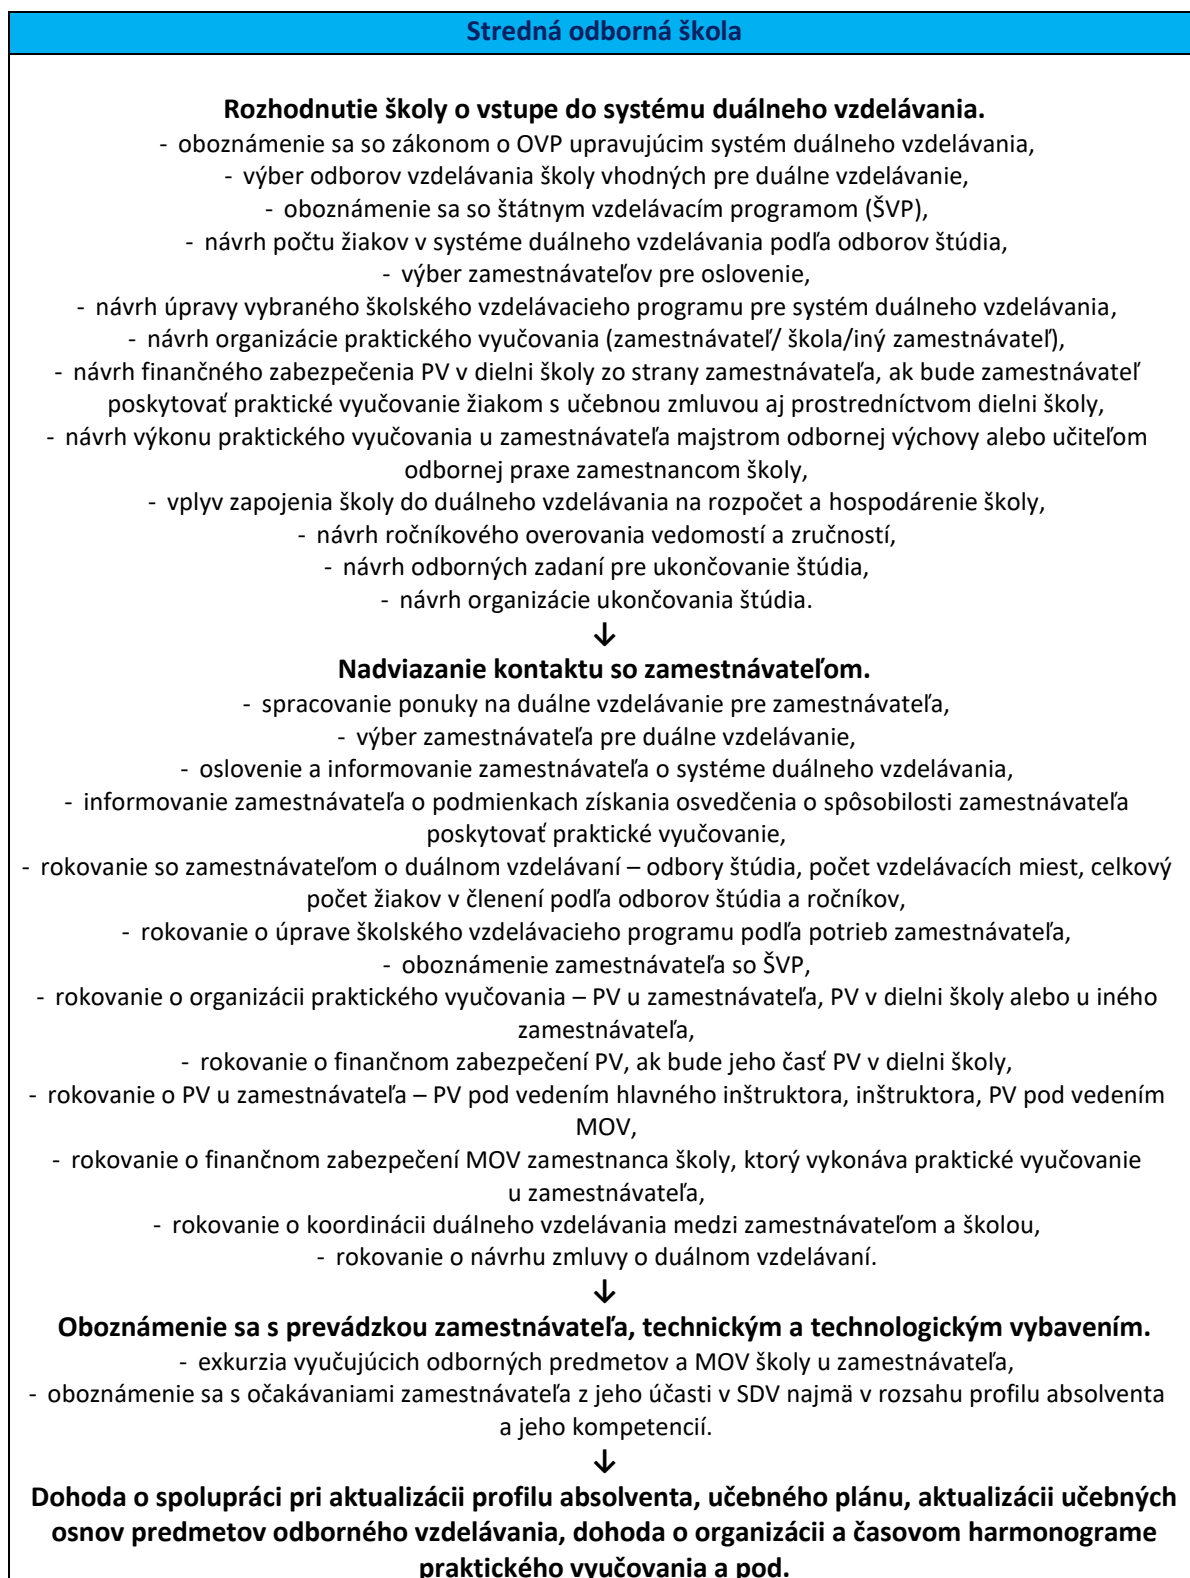 Stredná odborná škola
Rozhodnutie školy o vstupe do systému duálneho vzdelávania.
- oboznámenie sa so zákonom o OVP upravujúcim systém duálneho vzdelávania,
- výber odborov vzdelávania školy vhodných pre duálne vzdelávanie,
- oboznámenie sa so štátnym vzdelávacím programom (ŠVP),
- návrh počtu žiakov v systéme duálneho vzdelávania podľa odborov štúdia,
- výber zamestnávateľov pre oslovenie,
- návrh úpravy vybraného školského vzdelávacieho programu pre systém duálneho vzdelávania,
- návrh organizácie praktického vyučovania (zamestnávateľ/ škola/iný zamestnávateľ),
- návrh finančného zabezpečenia PV v dielni školy zo strany zamestnávateľa, ak bude zamestnávateľ
poskytovať praktické vyučovanie žiakom s učebnou zmluvou aj prostredníctvom dielni školy,
- návrh výkonu praktického vyučovania u zamestnávateľa majstrom odbornej výchovy alebo učiteľom
odbornej praxe zamestnancom školy,
- vplyv zapojenia školy do duálneho vzdelávania na rozpočet a hospodárenie školy,
- návrh ročníkového overovania vedomostí a zručností,
- návrh odborných zadaní pre ukončovanie štúdia,
- návrh organizácie ukončovania štúdia.
↓
Nadviazanie kontaktu so zamestnávateľom.
- spracovanie ponuky na duálne vzdelávanie pre zamestnávateľa,
- výber zamestnávateľa pre duálne vzdelávanie,
- oslovenie a informovanie zamestnávateľa o systéme duálneho vzdelávania,
- informovanie zamestnávateľa o podmienkach získania osvedčenia o spôsobilosti zamestnávateľa
poskytovať praktické vyučovanie,
- rokovanie so zamestnávateľom o duálnom vzdelávaní – odbory štúdia, počet vzdelávacích miest, celkový
počet žiakov v členení podľa odborov štúdia a ročníkov,
- rokovanie o úprave školského vzdelávacieho programu podľa potrieb zamestnávateľa,
- oboznámenie zamestnávateľa so ŠVP,
- rokovanie o organizácii praktického vyučovania – PV u zamestnávateľa, PV v dielni školy alebo u iného
zamestnávateľa,
- rokovanie o finančnom zabezpečení PV, ak bude jeho časť PV v dielni školy,
- rokovanie o PV u zamestnávateľa – PV pod vedením hlavného inštruktora, inštruktora, PV pod vedením
MOV,
- rokovanie o finančnom zabezpečení MOV zamestnanca školy, ktorý vykonáva praktické vyučovanie
u zamestnávateľa,
- rokovanie o koordinácii duálneho vzdelávania medzi zamestnávateľom a školou,
- rokovanie o návrhu zmluvy o duálnom vzdelávaní.
↓
Oboznámenie sa s prevádzkou zamestnávateľa, technickým a technologickým vybavením.
- exkurzia vyučujúcich odborných predmetov a MOV školy u zamestnávateľa,
- oboznámenie sa s očakávaniami zamestnávateľa z jeho účasti v SDV najmä v rozsahu profilu absolventa
a jeho kompetencií.
↓
Dohoda o spolupráci pri aktualizácii profilu absolventa, učebného plánu, aktualizácii učebných
osnov predmetov odborného vzdelávania, dohoda o organizácii a časovom harmonograme
praktického vyučovania a pod.